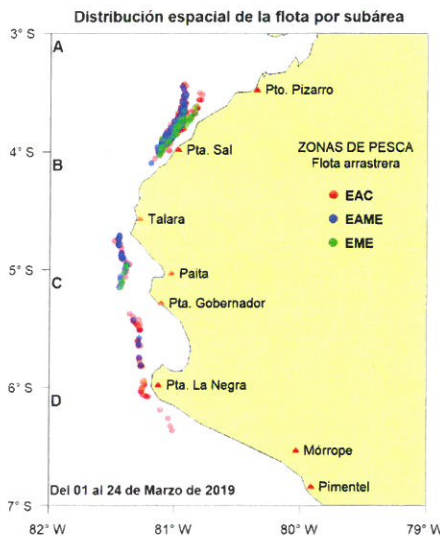 Distribución espacial de la flota por subárea
3° S
A
Pto. Pizarro
ZONAS DE PESCA
Flota arrastrera
EAC
EAME
EME
4° S
Pta. Sal
B
Talara
5° S
Paita
C
Pta. Gobernador
6° S
Pta. La Negra
D
Mórrope
Pimentel
Del 01 al 24 de Marzo de 2019
7° S
82° W
81° W
80° W
79° W